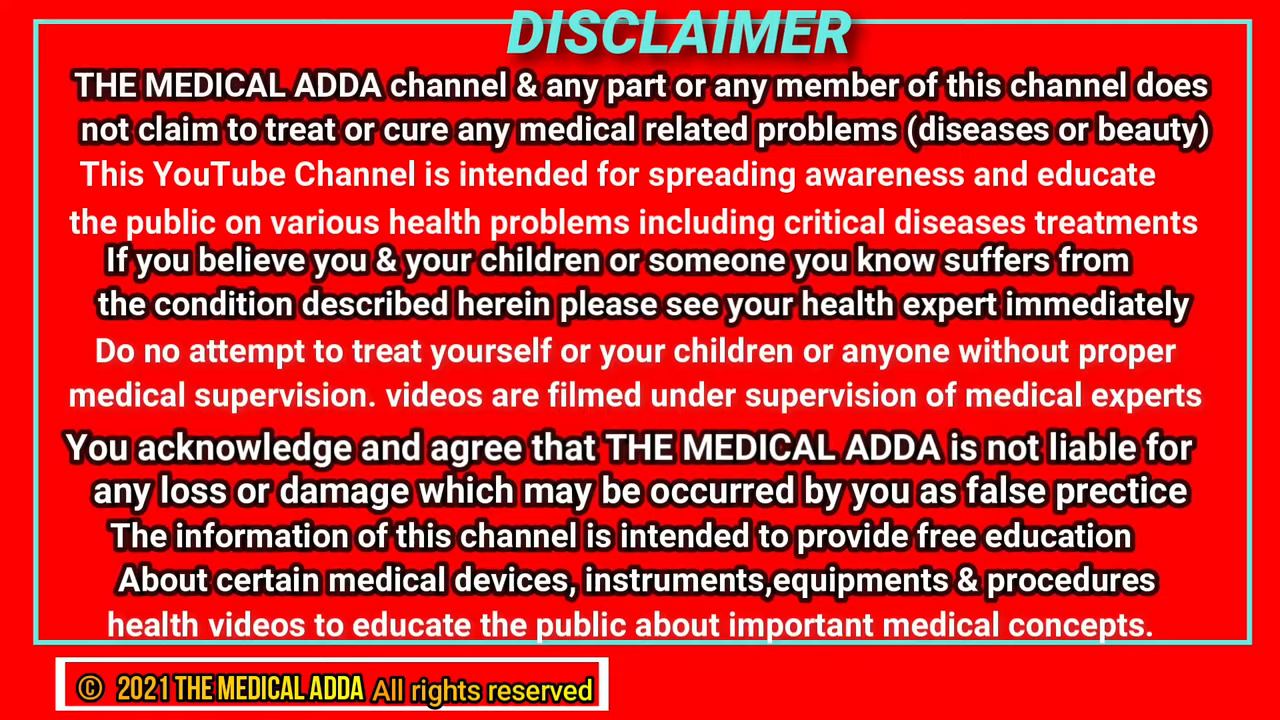 DISCLAIMER
THE MEDICAL ADDA channel & any part or any member of this channel does
not claim to treat or cure any medical related problems (diseases or beauty)
This YouTube Channel is intended for spreading awareness and educate
the public on various health problems including critical diseases treatments
If you believe you & your children or someone you know suffers from
the condition described herein please see your health expert immediately
Do no attempt to treat yourself or your children or anyone without proper
medical supervision. videos are filmed under supervision of medical experts
You acknowledge and agree that THE MEDICAL ADDA is not liable for
any loss or damage which may be occurred by you as false prectice
The information of this channel is intended to provide free education
About certain medical devices, instruments,equipments & procedures
health videos to educate the public about important medical concepts.
© 2021 THE MEDICAL ADDA All rights reserved